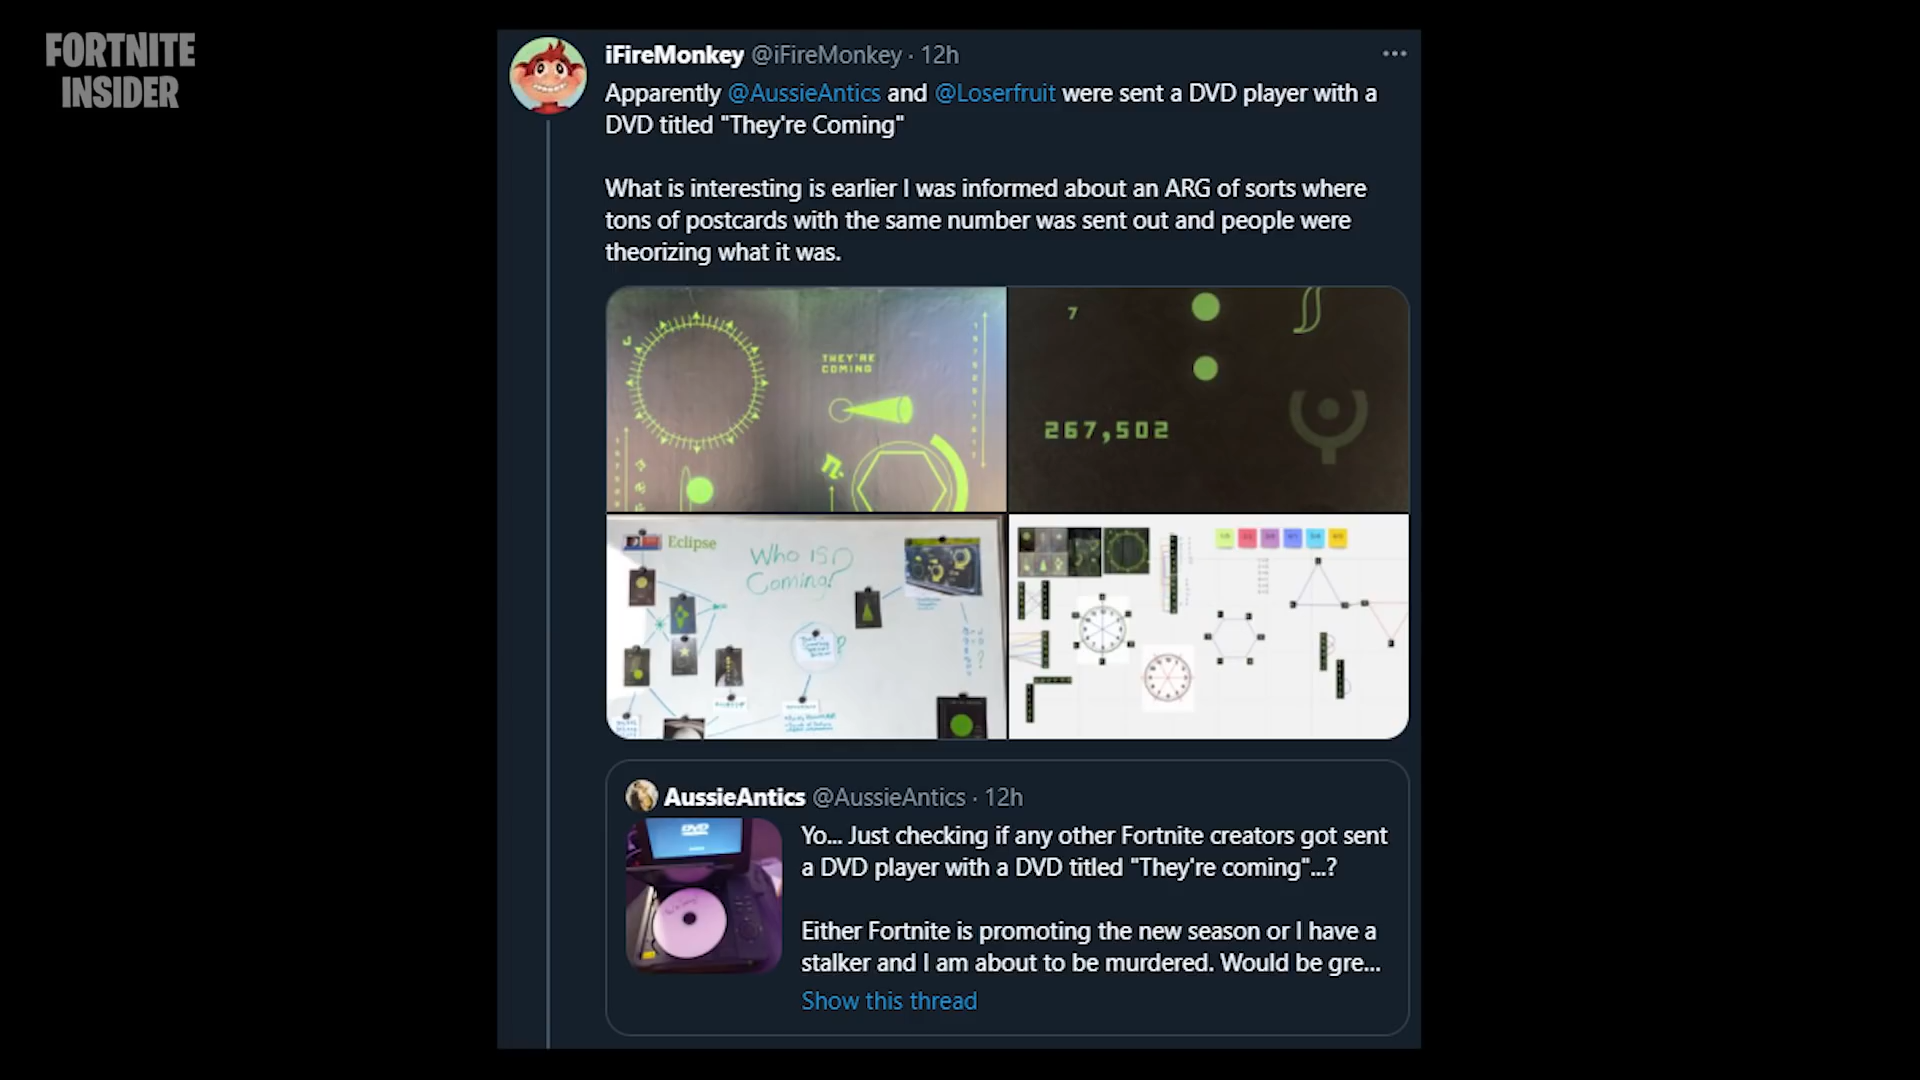 FORTNITE
INSIDER
iFireMonkey @iFireMonkey · 12h
Apparently @AussieAntics and @Loserfruit were sent a DVD player with a
DVD titled "They're Coming"
What is interesting is earlier I was informed about an ARG of sorts where
tons of postcards with the same number was sent out and people were
theorizing what it was.
THEY'RE
COMING
7
267,502
Eclipse
Who is
Coming?
AussieAntics @AussieAntics · 12h
DVD
Yo... Just checking if any other Fortnite creators got sent
a DVD player with a DVD titled "They're coming"...?
Either Fortnite is promoting the new season or I have a
stalker and I am about to be murdered. Would be gre...
Show this thread